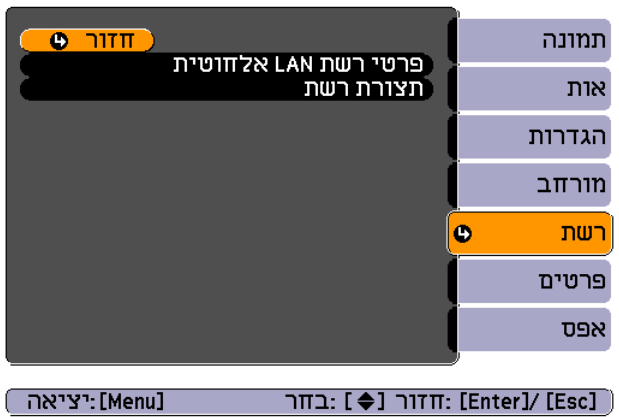 חזור
פרטי רשת LAN אלחוטית
תצורת רשת
תמונה
אות
הגדרות
מורחב
רשת
פרטים
אפס
[Esc] /[Enter] :חזור [◆] :בחר [Menu]:יציאה